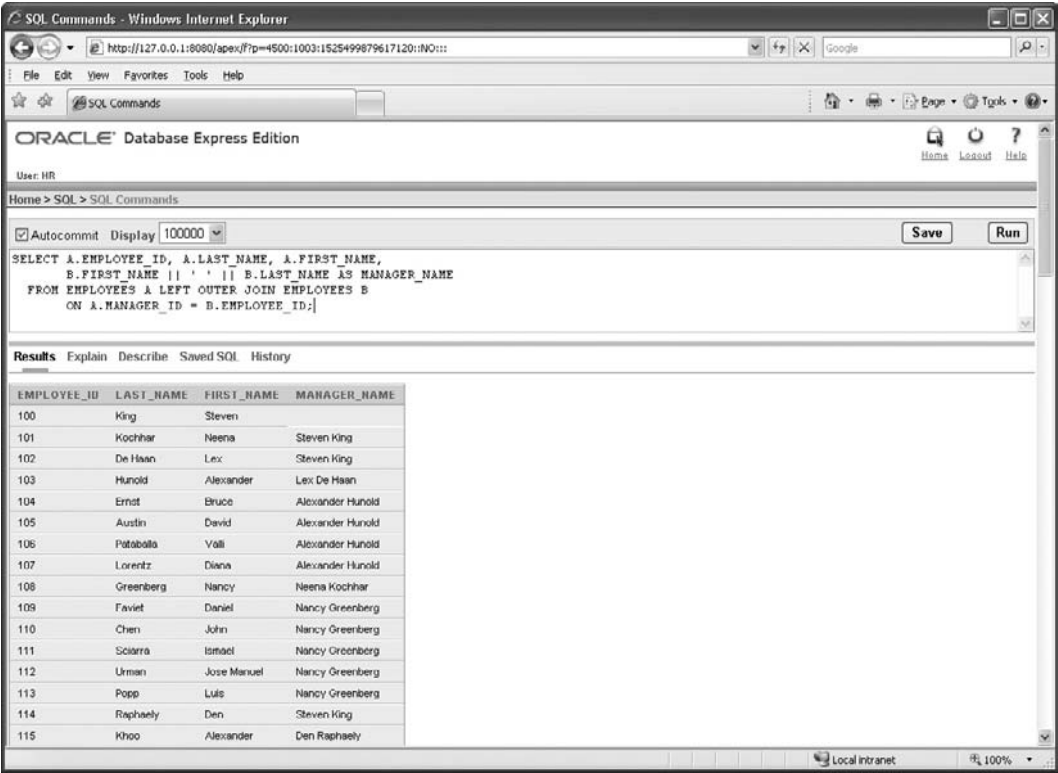 SQL Commands - Windows Internet Explorer
http://127.0.0.1:8080/apex/f?p=4500:1003:1525499879617120::NO:::
Google
File Edit View Favorites Tools Help
SQL Commands
Page Tools
ORACLE Database Express Edition
Home Logout Help
User: HR
Home > SQL > SQL Commands
Autocommit Display 100000
Save Run
SELECT A.EMPLOYEE_ID, A.LAST_NAME, A.FIRST_NAME,
B.FIRST_NAME || ' ' || B.LAST_NAME AS MANAGER_NAME
FROM EMPLOYEES A LEFT OUTER JOIN EMPLOYEES B
ON A.MANAGER_ID = B.EMPLOYEE_ID;
Results Explain Describe Saved SQL History
EMPLOYEE_ID LAST_NAME FIRST_NAME MANAGER_NAME
100 King Steven
101 Kochhar Neena Steven King
102 De Haan Lex Steven King
103 Hunold Alexander Lex De Haan
104 Ernst Bruce Alexander Hunold
105 Austin David Alexander Hunold
106 Pataballa Valli Alexander Hunold
107 Lorentz Diana Alexander Hunold
108 Greenberg Nancy Neena Kochhar
109 Faviet Daniel Nancy Greenberg
110 Chen John Nancy Greenberg
111 Sciarra Ismael Nancy Greenberg
112 Urman Jose Manuel Nancy Greenberg
113 Popp Luis Nancy Greenberg
114 Raphaely Den Steven King
115 Khoo Alexander Den Raphaely
Local intranet 100%